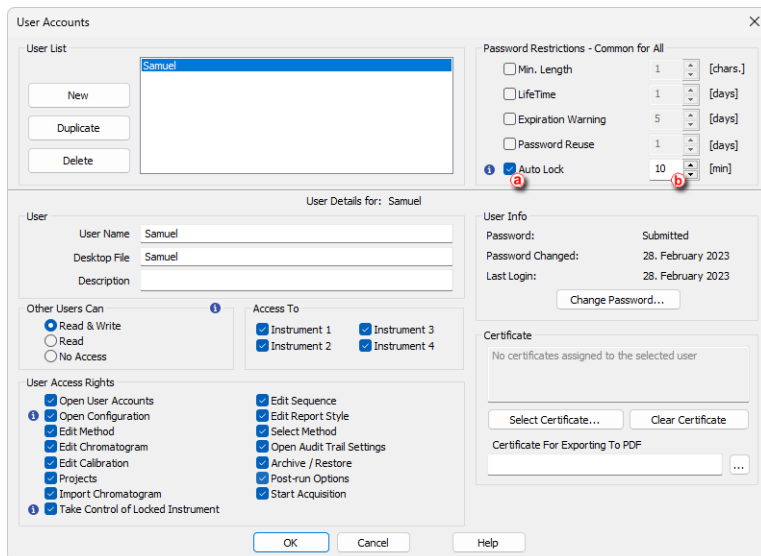 User Accounts
User List
Samuel
New
Duplicate
Delete
Password Restrictions - Common for All
Min. Length 1 [chars.]
LifeTime 1 [days]
Expiration Warning 5 [days]
Password Reuse 1 [days]
Auto Lock 10 [min]
a b
User Details for: Samuel
User
User Name Samuel
Desktop File Samuel
Description
Other Users Can
Read & Write
Read
No Access
Access To
Instrument 1 Instrument 3
Instrument 2 Instrument 4
User Access Rights
Open User Accounts Edit Sequence
Open Configuration Edit Report Style
Edit Method Select Method
Edit Chromatogram Open Audit Trail Settings
Edit Calibration Archive / Restore
Projects Post-run Options
Import Chromatogram Start Acquisition
Take Control of Locked Instrument
User Info
Password: Submitted
Password Changed: 28. February 2023
Last Login: 28. February 2023
Change Password...
Certificate
No certificates assigned to the selected user
Select Certificate... Clear Certificate
Certificate For Exporting To PDF
...
OK Cancel Help